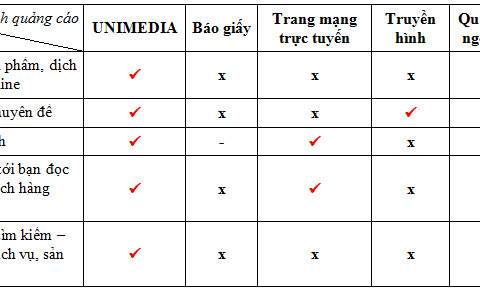 h quảng cáo
UNIMEDIA
Báo giấy
Trang mạng
trực tuyến
Truyền
hình
Qu
ng
phẩm, dịch
ine
✓ x x x
uyên đề
✓ x x ✓
h
✓ - ✓ x
tới bạn đọc
ch hàng
✓ x ✓ x
ìm kiếm –
ch vụ, sản
✓ x x x